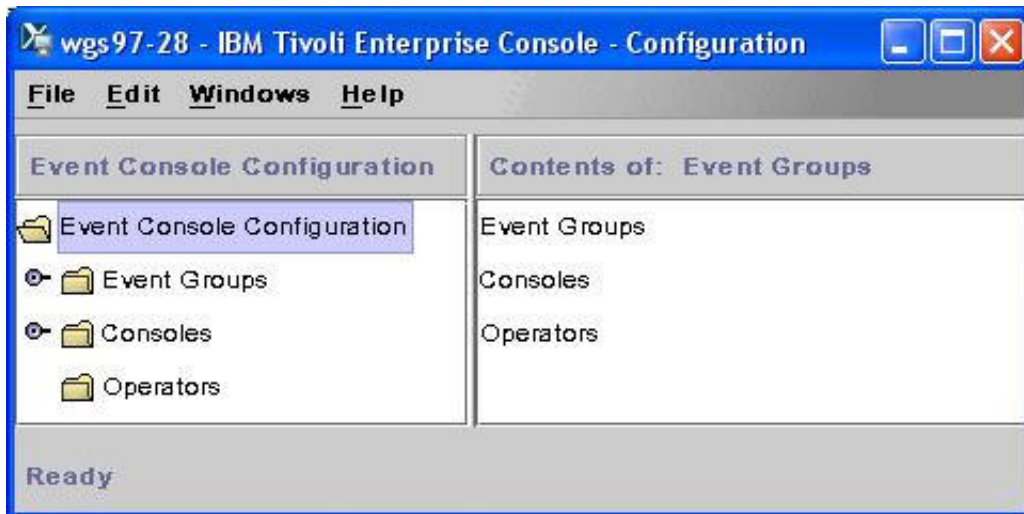 wgs97-28 - IBM Tivoli Enterprise Console - Configuration
File Edit Windows Help
Event Console Configuration
Contents of: Event Groups
Event Console Configuration
Event Groups
Consoles
Operators
Event Groups
Consoles
Operators
Ready